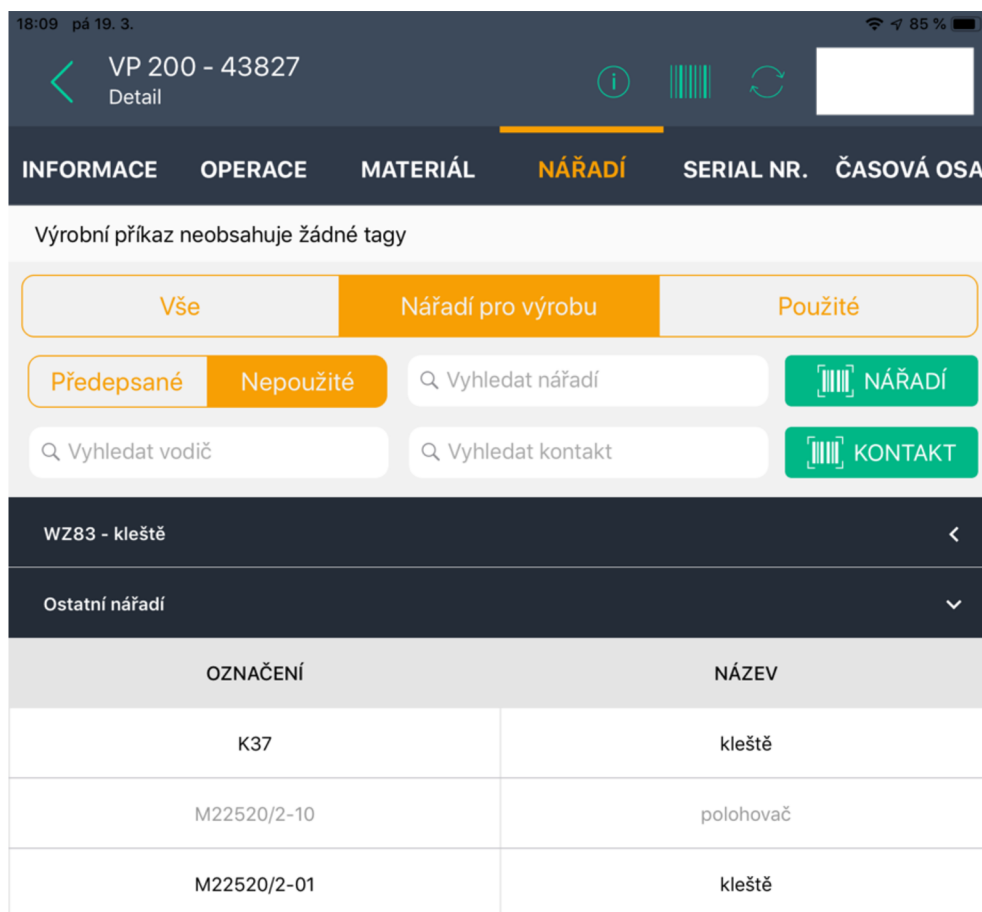 18:09 pá 19. 3. 85 %
VP 200 - 43827
Detail
INFORMACE OPERACE MATERIÁL NÁŘADÍ SERIAL NR. ČASOVÁ OSA
Výrobní příkaz neobsahuje žádné tagy
Vše Nářadí pro výrobu Použité
Předepsané Nepoužité Vyhledat nářadí NÁŘADÍ
Vyhledat vodič Vyhledat kontakt KONTAKT
WZ83 - kleště
Ostatní nářadí
OZNAČENÍ NÁZEV
K37 kleště
M22520/2-10 polohovač
M22520/2-01 kleště